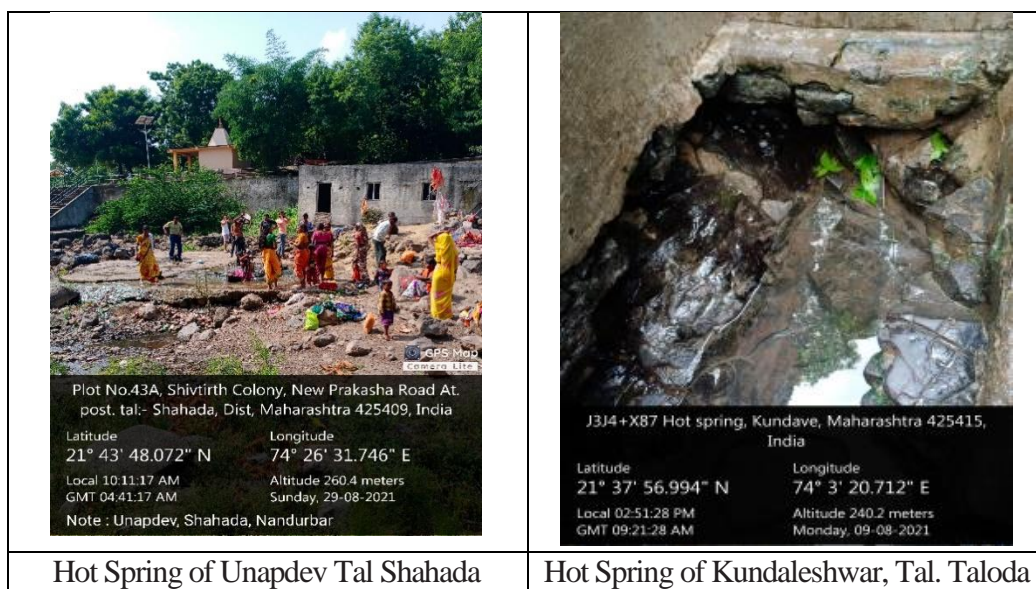 GPS Map
Camera Lite
Plot No.43A, Shivtirth Colony, New Prakasha Road At.
post. tal:- Shahada, Dist, Maharashtra 425409, India
Latitude
21° 43' 48.072" N
Longitude
74° 26' 31.746" E
Local 10:11:17 AM
GMT 04:41:17 AM
Altitude 260.4 meters
Sunday, 29-08-2021
Note : Unapdev, Shahada, Nandurbar
Hot Spring of Unapdev Tal Shahada
J3J4+X87 Hot spring, Kundave, Maharashtra 425415,
India
Latitude
21° 37' 56.994" N
Longitude
74° 3' 20.712" E
Local 02:51:28 PM
GMT 09:21:28 AM
Altitude 240.2 meters
Monday, 09-08-2021
Hot Spring of Kundaleshwar, Tal. Taloda